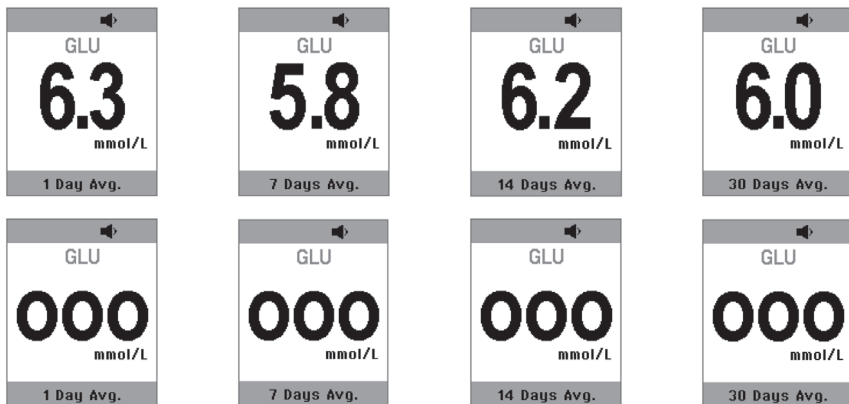 GLU GLU GLU GLU
6.3 5.8 6.2 6.0
mmol/L mmol/L mmol/L mmol/L
1 Day Avg. 7 Days Avg. 14 Days Avg. 30 Days Avg.
GLU GLU GLU GLU
000 000 000 000
mmol/L mmol/L mmol/L mmol/L
1 Day Avg. 7 Days Avg. 14 Days Avg. 30 Days Avg.